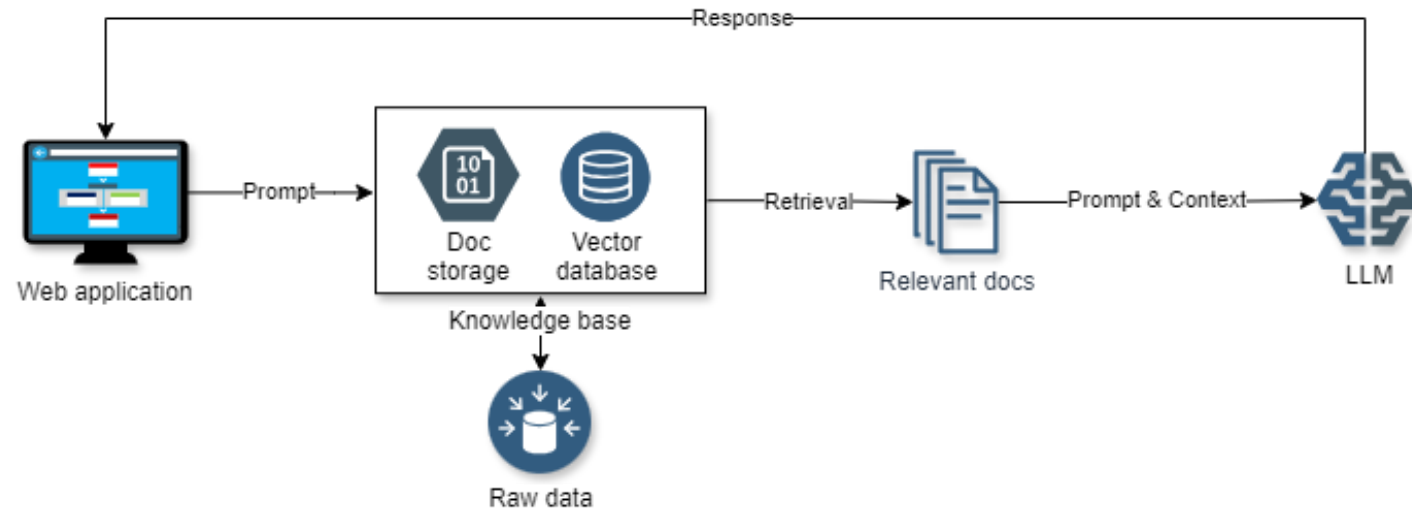 Response
Prompt
10
01
Doc
storage
Vector
database
Retrieval
Prompt & Context
Web application
Relevant docs
LLM
Knowledge base
Raw data